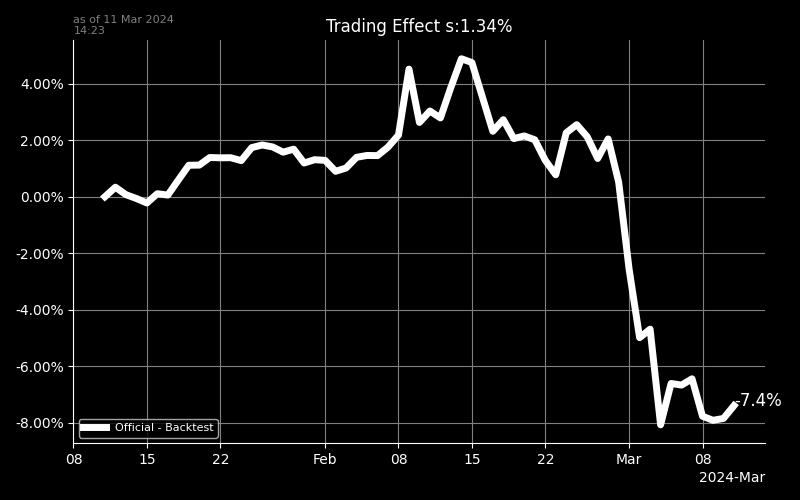 as of 11 Mar 2024
14:23
Trading Effect s:1.34%
4.00%
2.00%
0.00%
-2.00%
-4.00%
-6.00%
-8.00%
-7.4%
Official - Backtest
08 15 22 Feb 08 15 22 Mar 08
2024-Mar